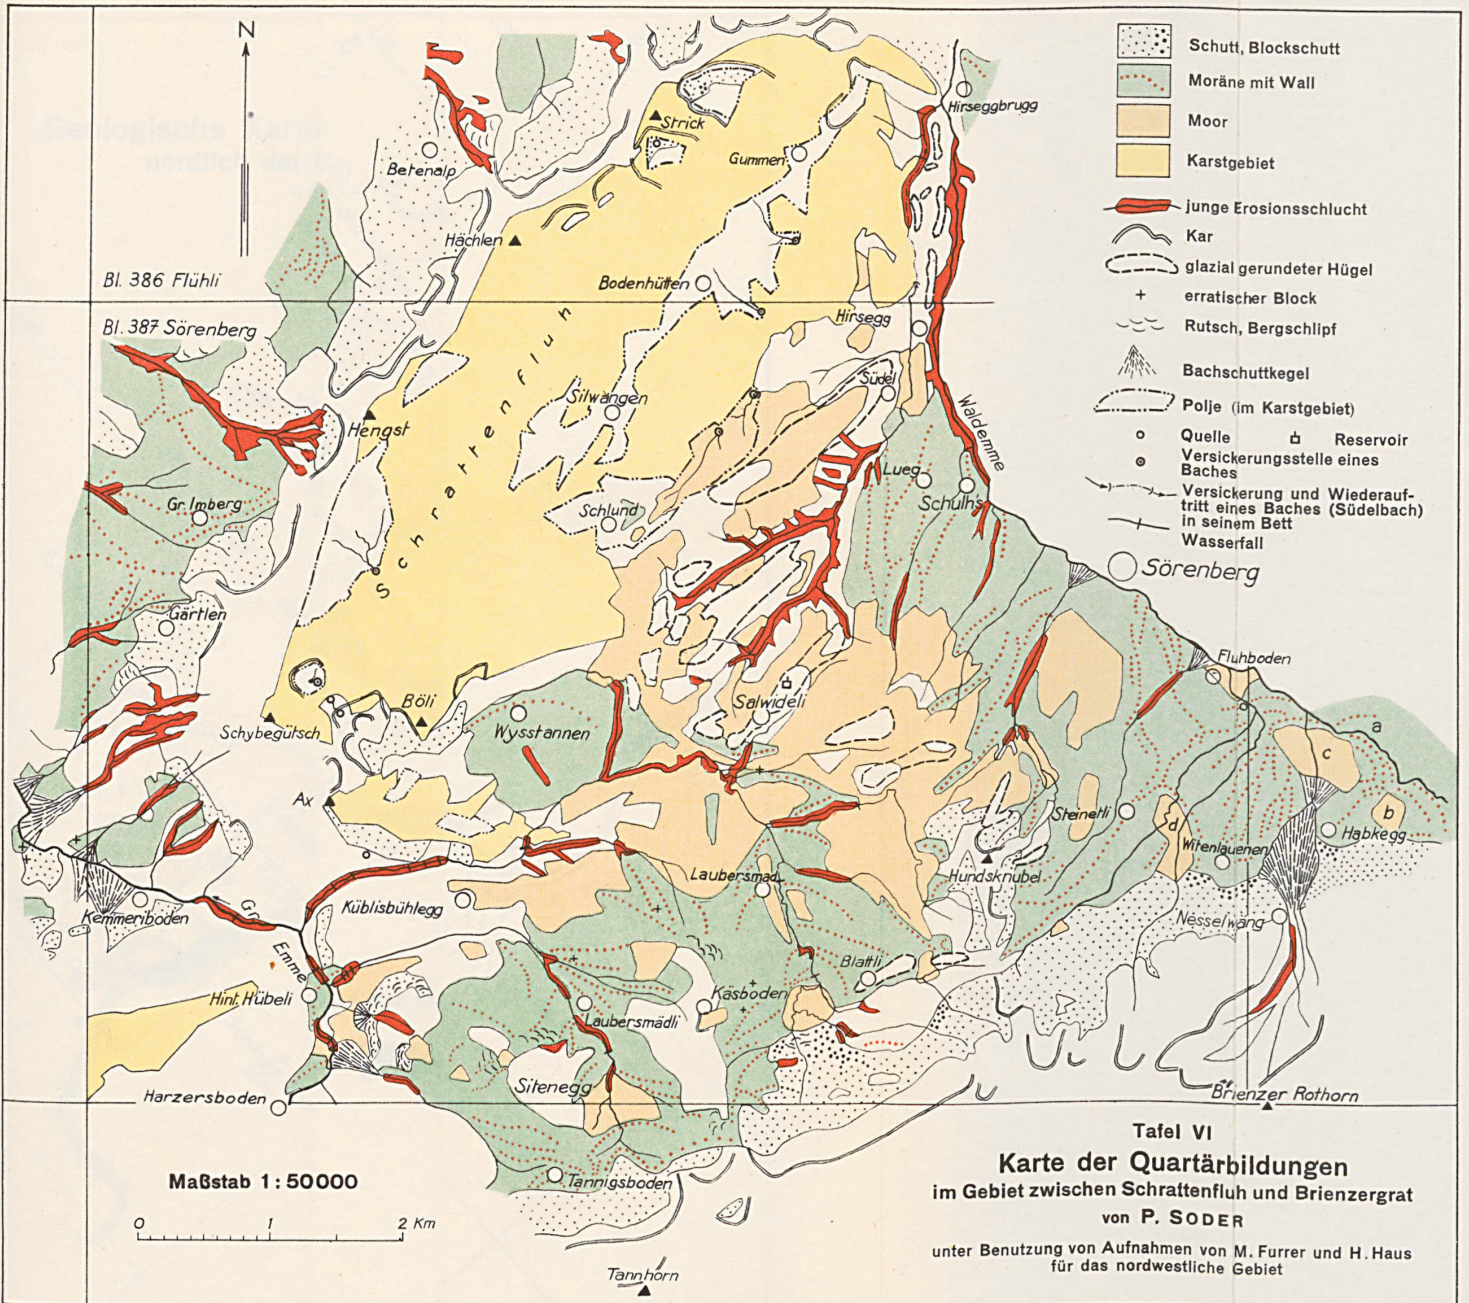 N
Schutt, Blockschutt
Moräne mit Wall
Moor
Karstgebiet
junge Erosionsschlucht
Kar
glazial gerundeter Hügel
erratischer Block
Rutsch, Bergschlipf
Bachschuttkegel
Polje (im Karstgebiet)
Quelle
Reservoir
Versickerungsstelle eines
Baches
Versickerung und Wiederauf-
tritt eines Baches (Südelbach)
in seinem Bett
Wasserfall
Hirseggbrugg
Strick
Gummen
Betenalp
Hächlen
Bl. 386 Flühli
Bodenhütten
Bl. 387 Sörenberg
Hirsegg
Schrattenfluh
Südel
Silwängen
Hengst
Waldemme
Lueg
Schulhs
Gr. Imberg
Schlund
Sörenberg
Gärtlen
Fluhboden
Salwideli
Böli
Schybegütsch
Wysstannen
a
c
Ax
Steinetli
d
b
Habkegg
Witenlauenen
Laubersmad
Hundsknubel
Kemmeriboden
Gr.
Emme
Küblisbühlegg
Nesselwäng
Blattli
Hint. Hübeli
Käsboden
Laubersmädli
Sitenegg
Harzersboden
Brienzer Rothorn
Tannigsboden
Tannhorn
Maßstab 1 : 50000
0 1 2 Km
Tafel VI
Karte der Quartärbildungen
im Gebiet zwischen Schrattenfluh und Brienzergrat
von P. SODER
unter Benutzung von Aufnahmen von M. Furrer und H. Haus
für das nordwestliche Gebiet